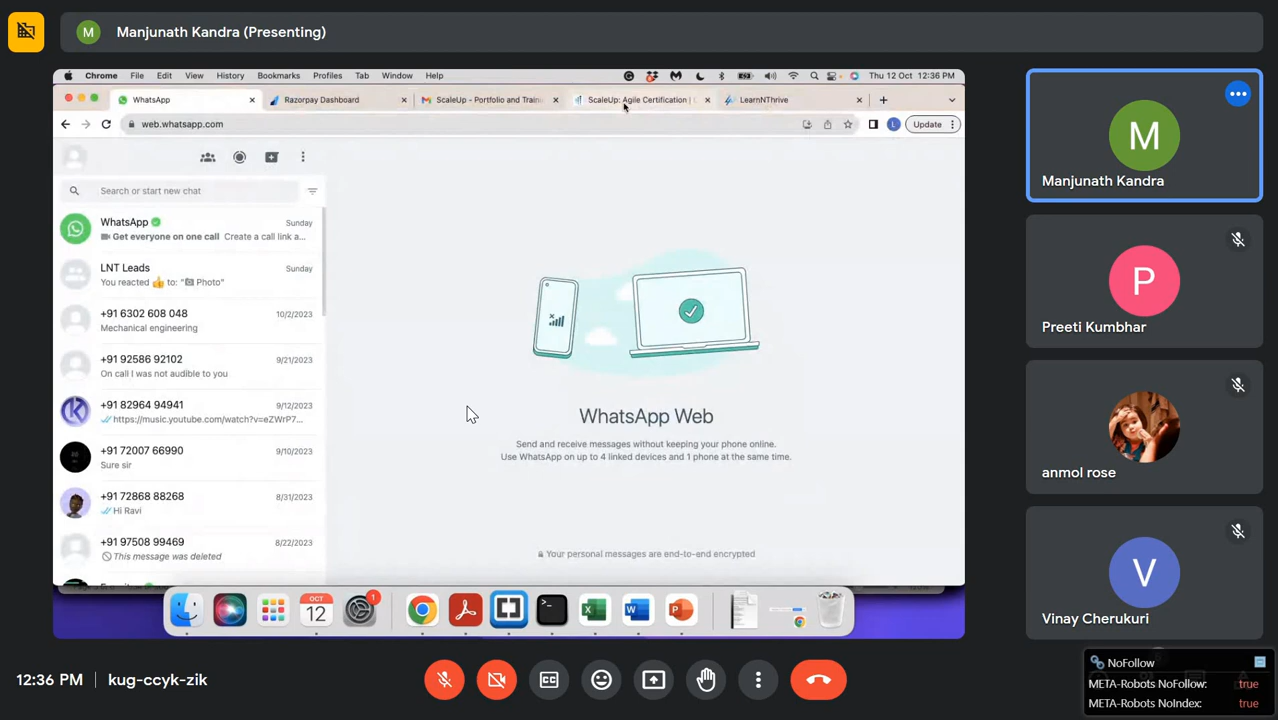 M Manjunath Kandra (Presenting)
Chrome File Edit View History Bookmarks Profiles Tab Window Help Thu 12 Oct 12:36 PM
WhatsApp Razorpay Dashboard ScaleUp - Portfolio and Train ScaleUp: Agile Certification | LearnNThrive
web.whatsapp.com L Update
Search or start new chat
WhatsApp Sunday
Get everyone on one call Create a call link a...
LNT Leads Sunday
You reacted 👍 to: "📷 Photo"
+91 6302 608 048 10/2/2023
Mechanical engineering
+91 92586 92102 9/21/2023
On call I was not audible to you
+91 82964 94941 9/12/2023
https://music.youtube.com/watch?v=eZWrP7...
+91 72007 66990 9/10/2023
Sure sir
+91 72868 88268 8/31/2023
Hi Ravi
+91 97508 99469 8/22/2023
This message was deleted
WhatsApp Web
Send and receive messages without keeping your phone online.
Use WhatsApp on up to 4 linked devices and 1 phone at the same time.
Your personal messages are end-to-end encrypted
OCT
12
1
W
P
M
Manjunath Kandra
P
Preeti Kumbhar
anmol rose
V
Vinay Cherukuri
12:36 PM kug-ccyk-zik
NoFollow
META-Robots NoFollow: true
META-Robots NoIndex: true